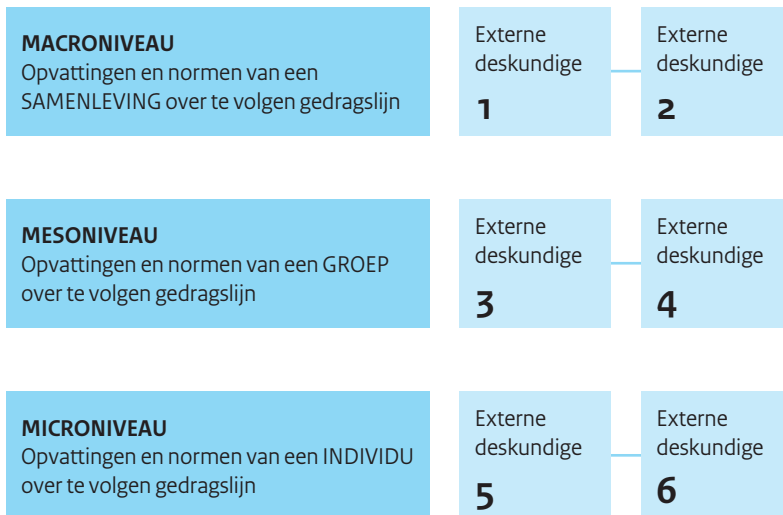 MACRONIVEAU
Opvattingen en normen van een
SAMENLEVING over te volgen gedragslijn
Externe
deskundige
1
Externe
deskundige
2
MESONIVEAU
Opvattingen en normen van een GROEP
over te volgen gedragslijn
Externe
deskundige
3
Externe
deskundige
4
MICRONIVEAU
Opvattingen en normen van een INDIVIDU
over te volgen gedragslijn
Externe
deskundige
5
Externe
deskundige
6